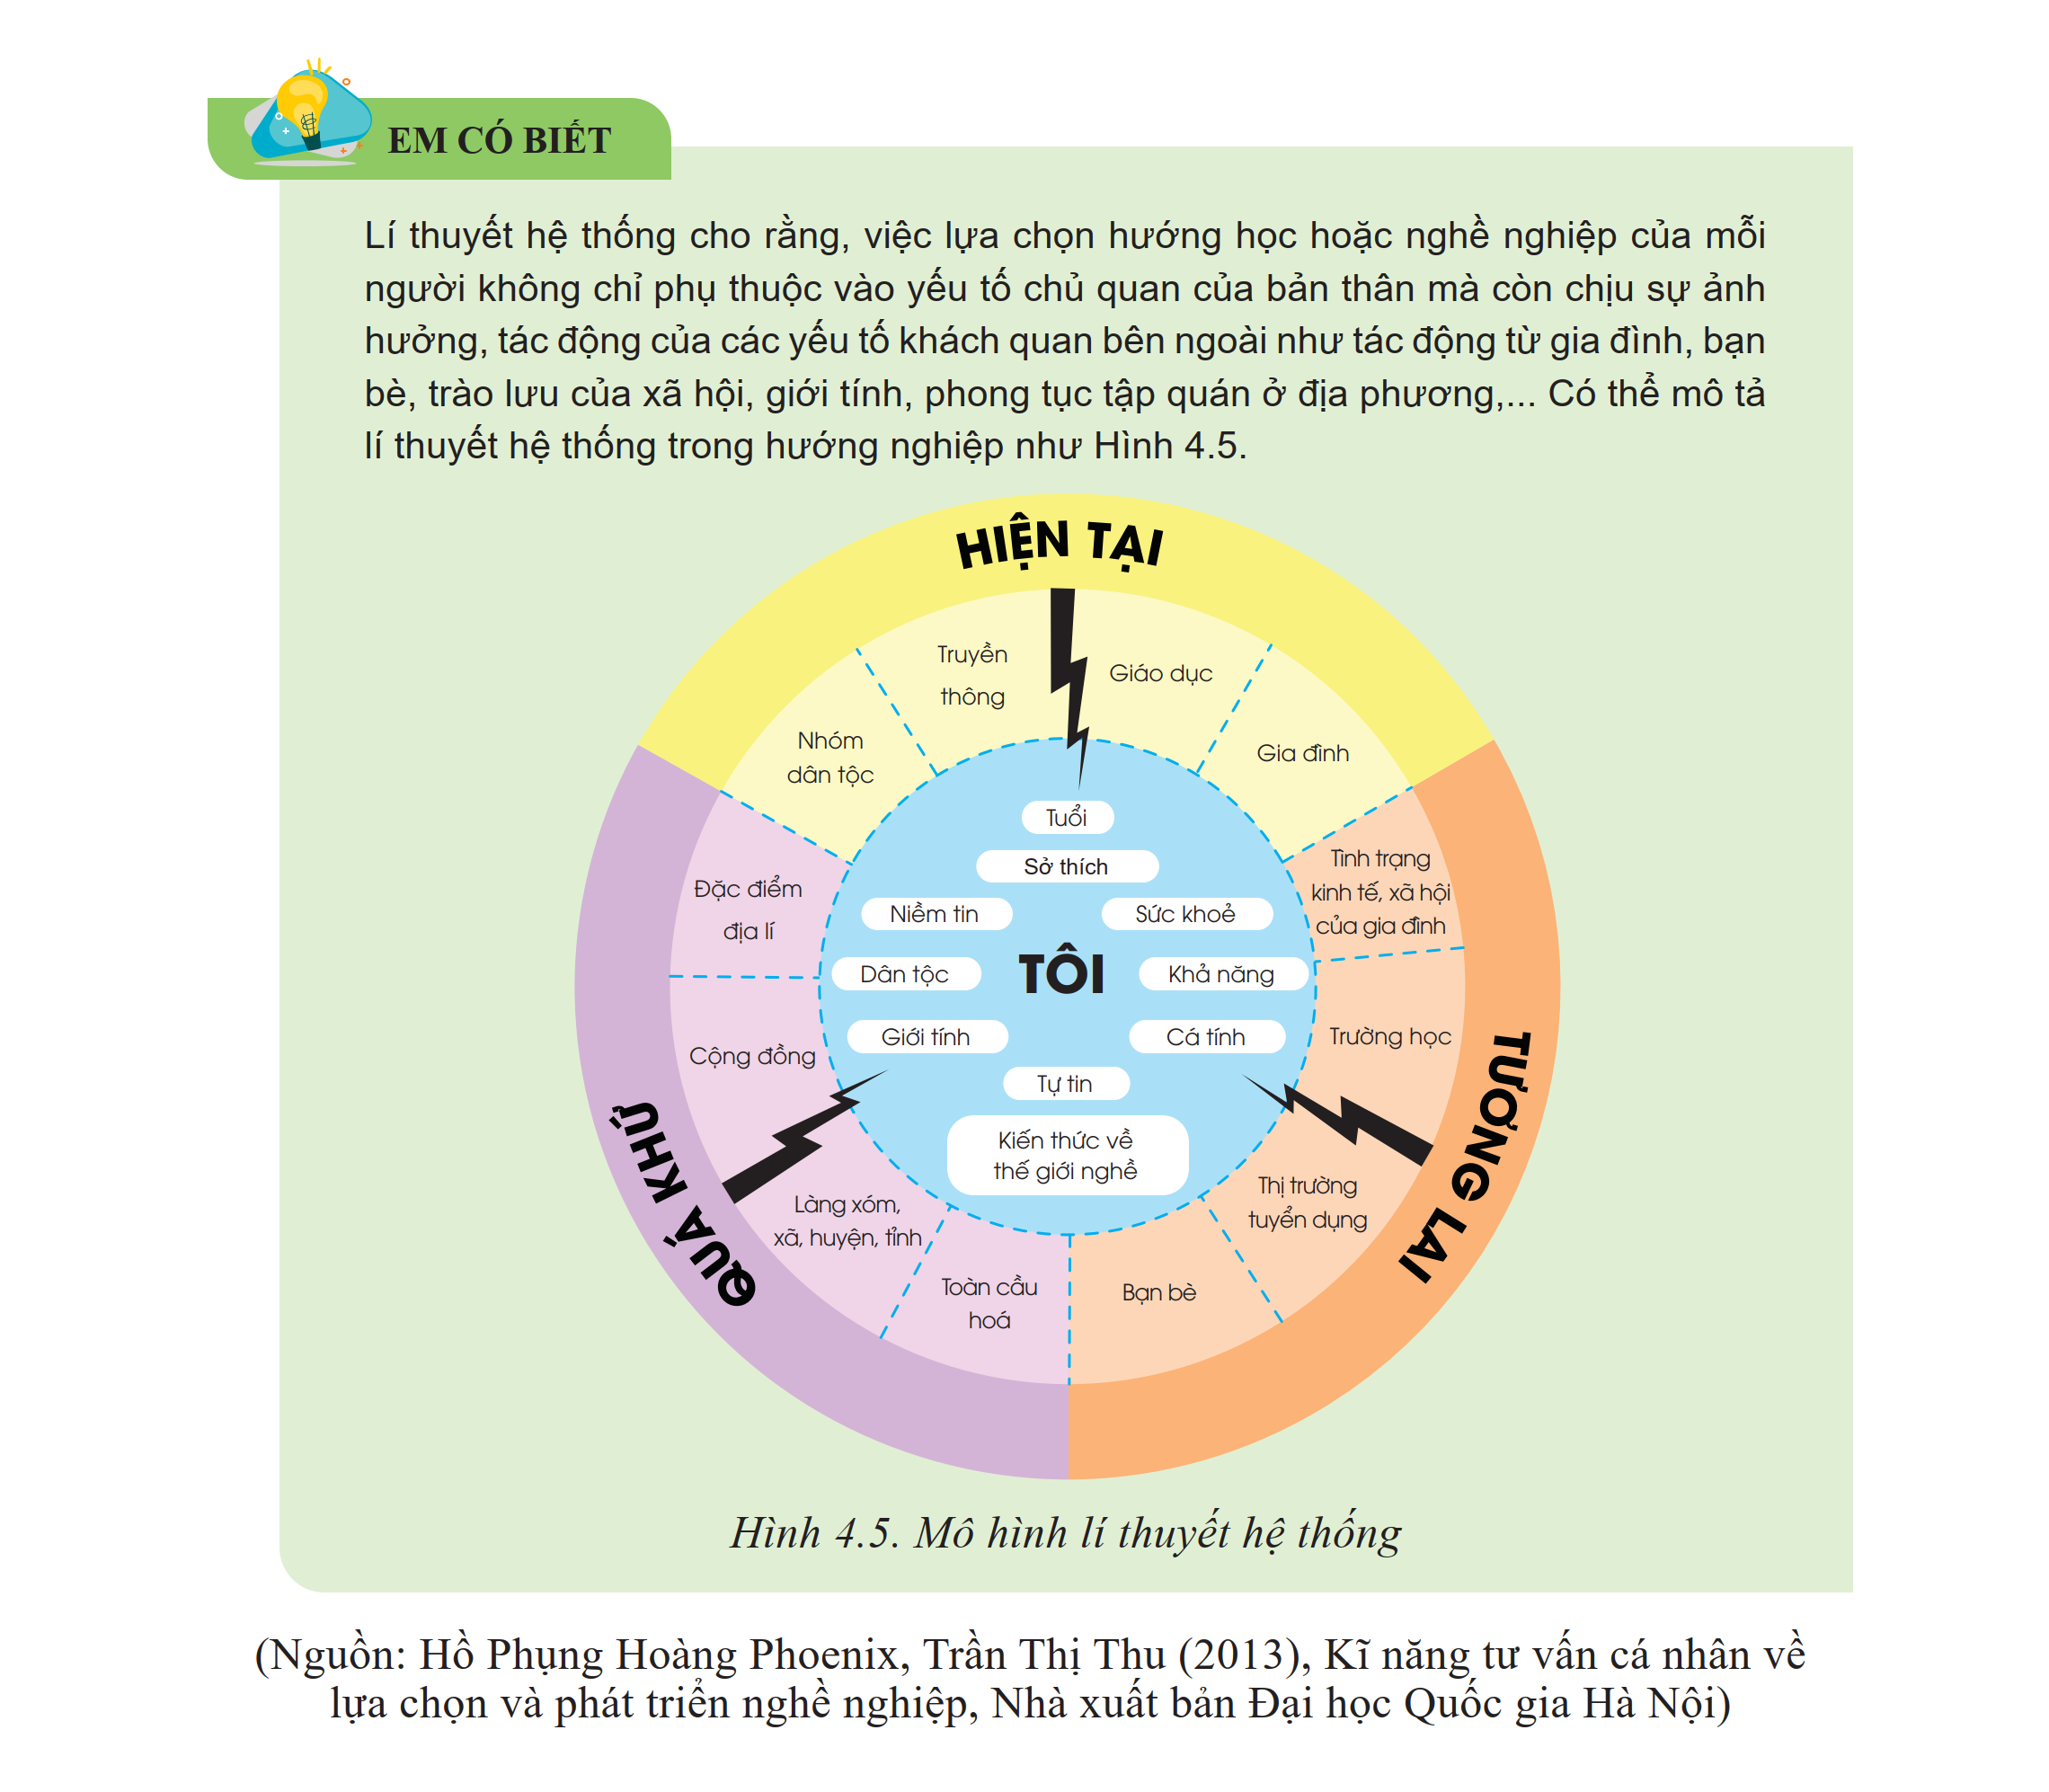 EM CÓ BIẾT
Lí thuyết hệ thống cho rằng, việc lựa chọn hướng học hoặc nghề nghiệp của mỗi
người không chỉ phụ thuộc vào yếu tố chủ quan của bản thân mà còn chịu sự ảnh
hưởng, tác động của các yếu tố khách quan bên ngoài như tác động từ gia đình, bạn
bè, trào lưu của xã hội, giới tính, phong tục tập quán ở địa phương,... Có thể mô tả
lí thuyết hệ thống trong hướng nghiệp như Hình 4.5.
HIỆN TẠI
Truyền
thông
Giáo dục
Nhóm
dân tộc
Gia đình
Đặc điểm
địa lí
Tình trạng
kinh tế, xã hội
của gia đình
Tuổi
Sở thích
Niềm tin
Sức khoẻ
Dân tộc
TÔI
Khả năng
Giới tính
Cá tính
Tự tin
Kiến thức về
thế giới nghề
Cộng đồng
Trường học
Làng xóm,
xã, huyện, tỉnh
Thị trường
tuyển dụng
Toàn cầu
hoá
Bạn bè
QUÁ KHỨ
TƯƠNG LAI
Hình 4.5. Mô hình lí thuyết hệ thống
(Nguồn: Hồ Phụng Hoàng Phoenix, Trần Thị Thu (2013), Kĩ năng tư vấn cá nhân về
lựa chọn và phát triển nghề nghiệp, Nhà xuất bản Đại học Quốc gia Hà Nội)